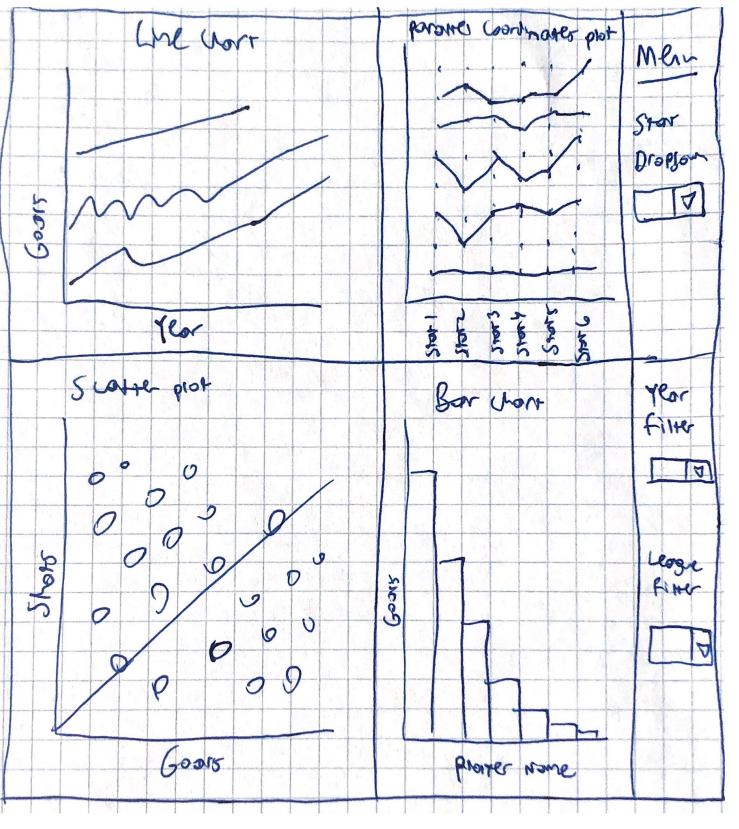 Line chart
Goals
Year
Parallel Coordinates plot
Stat 1
Stat 2
Stat 3
Stat 4
Stat 5
Stat 6
Menu
Stat
Dropdown
Scatter plot
Shots
Goals
Bar chart
Goals
Player Name
Year
Filter
League
Filter